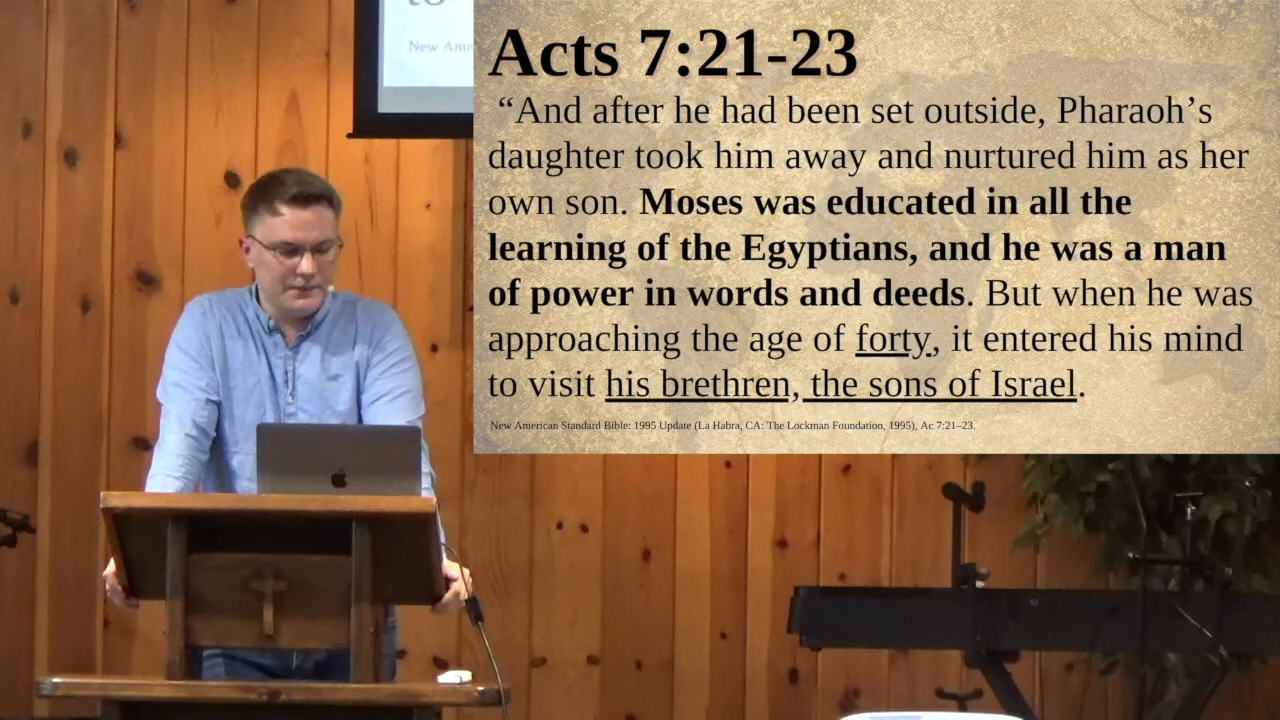 New Ame
Acts 7:21-23
“And after he had been set outside, Pharaoh’s
daughter took him away and nurtured him as her
own son. Moses was educated in all the
learning of the Egyptians, and he was a man
of power in words and deeds. But when he was
approaching the age of forty, it entered his mind
to visit his brethren, the sons of Israel.
New American Standard Bible: 1995 Update (La Habra, CA: The Lockman Foundation, 1995), Ac 7:21–23.